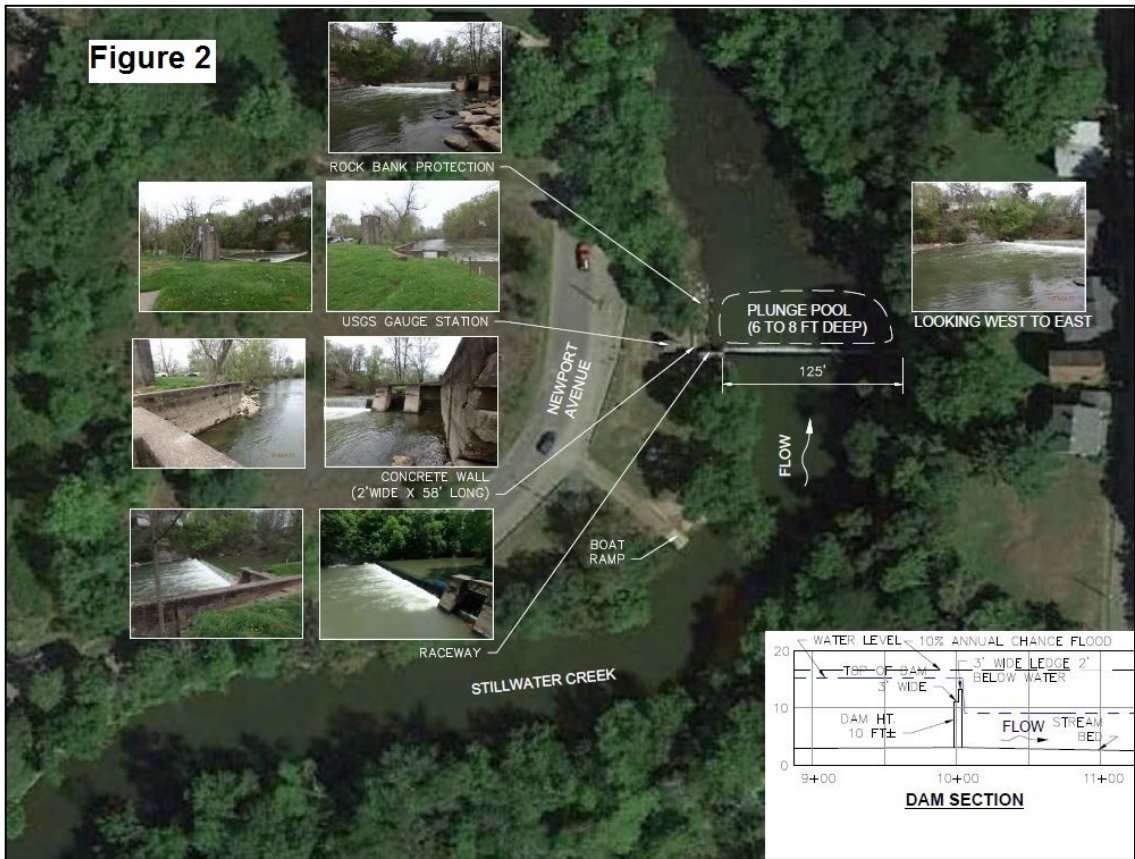 Figure 2
ROCK BANK PROTECTION
USGS GAUGE STATION
CONCRETE WALL
(2'WIDE X 58' LONG)
RACEWAY
NEWPORT
AVENUE
PLUNGE POOL
(6 TO 8 FT DEEP)
125'
FLOW
LOOKING WEST TO EAST
BOAT
RAMP
STILLWATER CREEK
WATER LEVEL
10% ANNUAL CHANCE FLOOD
20
TOP OF DAM
3' WIDE
3' WIDE LEDGE 2'
BELOW WATER
10
DAM HT.
10 FT±
FLOW
STREAM
BED
0
9+00
10+00
11+00
DAM SECTION